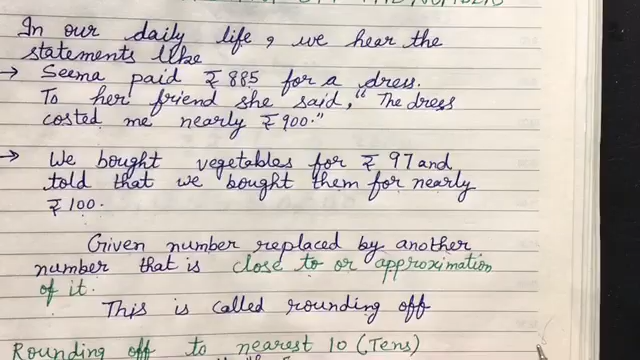 In our daily life, we hear the
statements like
→ Seema paid ₹885 for a dress.
To her friend she said, "The dress
costed me nearly ₹900."
→ We bought vegetables for ₹97 and
told that we bought them for nearly
₹100.
Given number replaced by another
number that is close to or approximation
of it.
This is called rounding off
Rounding off to nearest 10 (Tens)